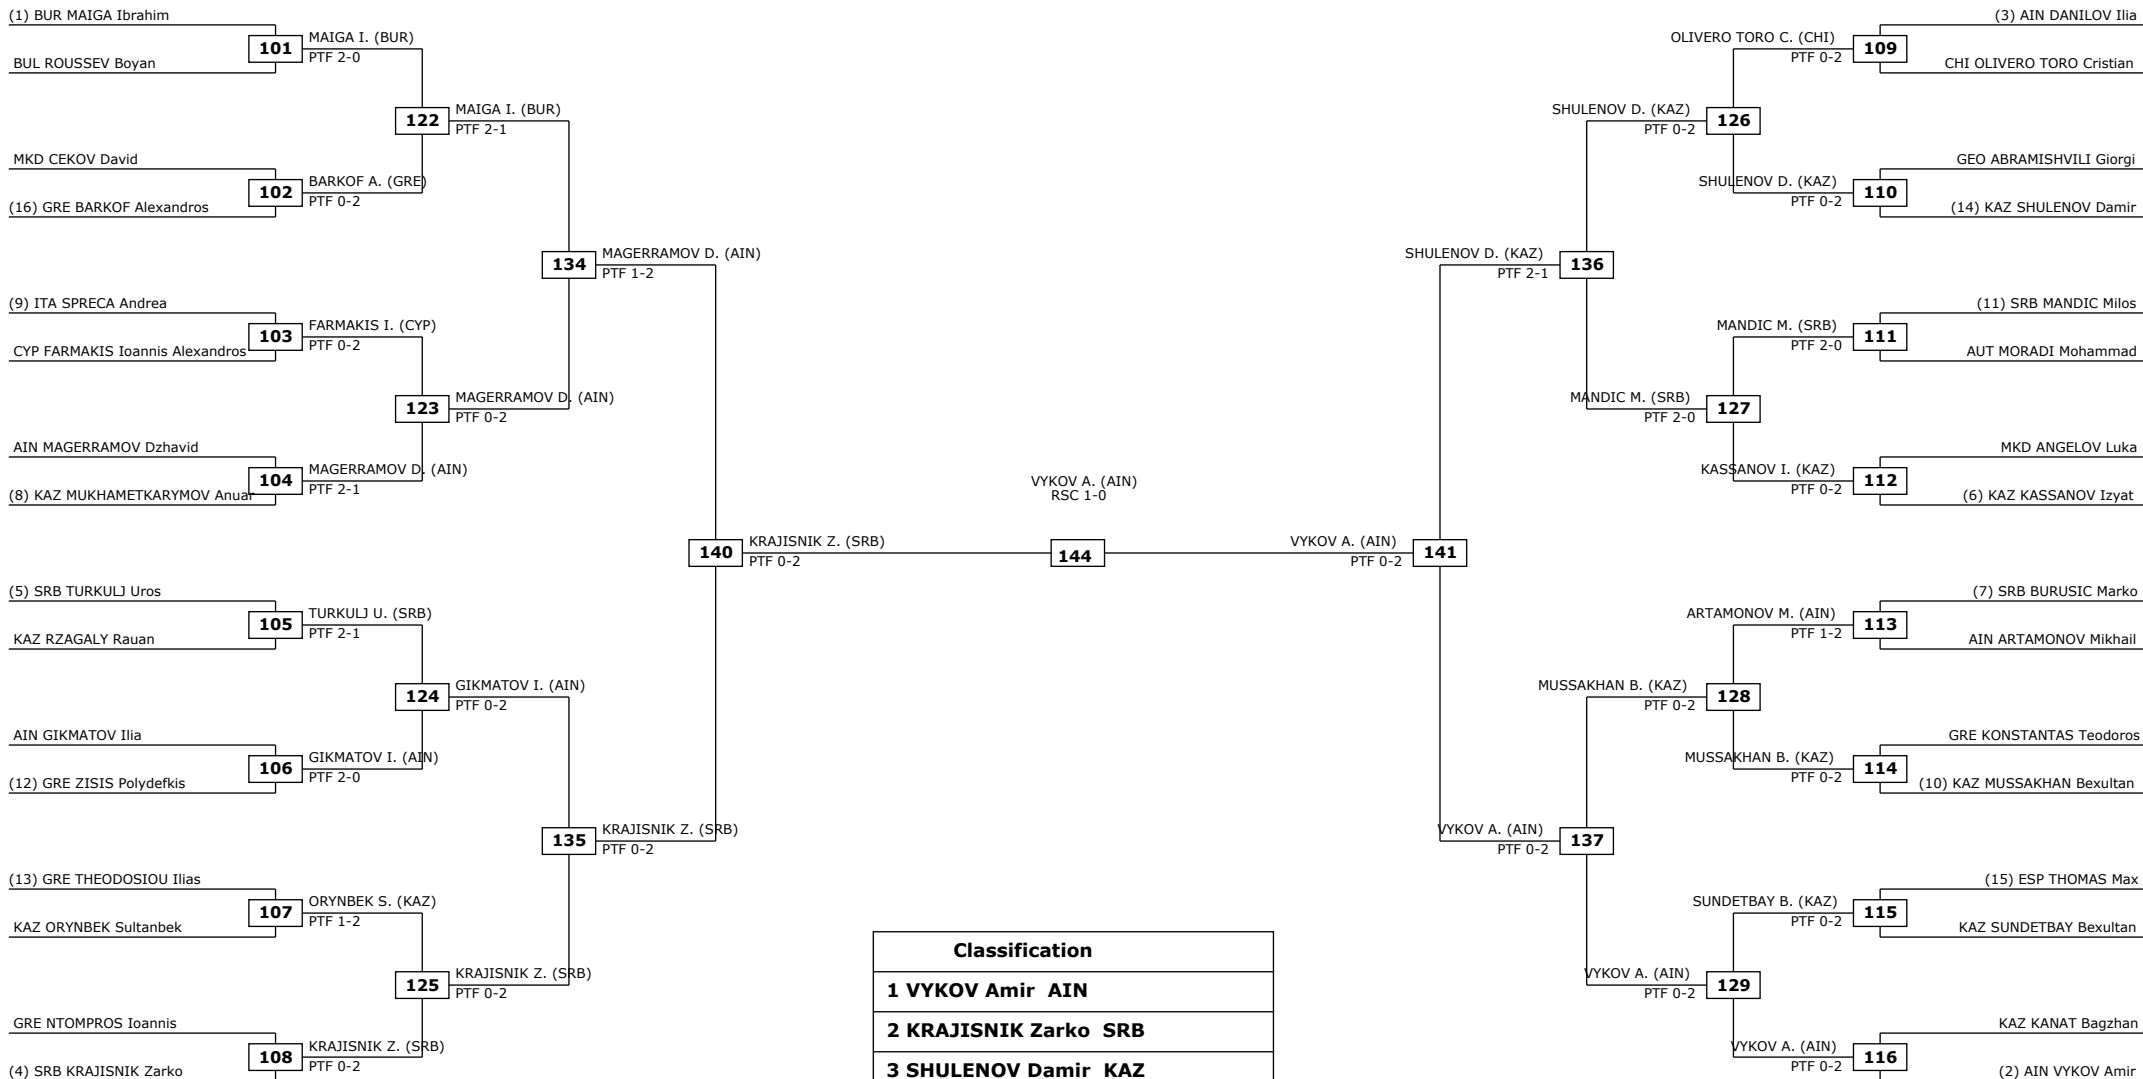 (1) BUR MAIGA Ibrahim
101
MAIGA I. (BUR)
PTF 2-0
BUL ROUSSEV Boyan
122
MAIGA I. (BUR)
PTF 2-1
MKD CEKOV David
102
BARKOF A. (GRE)
PTF 0-2
(16) GRE BARKOF Alexandros
134
MAGERRAMOV D. (AIN)
PTF 1-2
(9) ITA SPRECA Andrea
103
FARMAKIS I. (CYP)
PTF 0-2
CYP FARMAKIS Ioannis Alexandros
123
MAGERRAMOV D. (AIN)
PTF 0-2
AIN MAGERRAMOV Dzhavid
104
MAGERRAMOV D. (AIN)
PTF 2-1
(8) KAZ MUKHAMETKARYMOV Anuar
140
KRAJISNIK Z. (SRB)
PTF 0-2
(5) SRB TURKULJ Uros
105
TURKULJ U. (SRB)
PTF 2-1
KAZ RZAGALY Rauan
124
GIKMATOV I. (AIN)
PTF 0-2
AIN GIKMATOV Ilia
106
GIKMATOV I. (AIN)
PTF 2-0
(12) GRE ZISIS Polydefkis
135
KRAJISNIK Z. (SRB)
PTF 0-2
(13) GRE THEODOSIOU Ilias
107
ORYNBEK S. (KAZ)
PTF 1-2
KAZ ORYNBEK Sultanbek
125
KRAJISNIK Z. (SRB)
PTF 0-2
GRE NTOMPROS Ioannis
108
KRAJISNIK Z. (SRB)
PTF 0-2
(4) SRB KRAJISNIK Zarko
VYKOV A. (AIN)
RSC 1-0
144
(3) AIN DANILOV Ilia
OLIVERO TORO C. (CHI)
PTF 0-2
109
CHI OLIVERO TORO Cristian
SHULENOV D. (KAZ)
PTF 0-2
126
GEO ABRAMISHVILI Giorgi
SHULENOV D. (KAZ)
PTF 0-2
110
(14) KAZ SHULENOV Damir
SHULENOV D. (KAZ)
PTF 2-1
136
(11) SRB MANDIC Milos
MANDIC M. (SRB)
PTF 2-0
111
AUT MORADI Mohammad
MANDIC M. (SRB)
PTF 2-0
127
MKD ANGELOV Luka
KASSANOV I. (KAZ)
PTF 0-2
112
(6) KAZ KASSANOV Izyat
VYKOV A. (AIN)
PTF 0-2
141
(7) SRB BURUSIC Marko
ARTAMONOV M. (AIN)
PTF 1-2
113
AIN ARTAMONOV Mikhail
MUSSAKHAN B. (KAZ)
PTF 0-2
128
GRE KONSTANTAS Teodoros
MUSSAKHAN B. (KAZ)
PTF 0-2
114
(10) KAZ MUSSAKHAN Bexultan
VYKOV A. (AIN)
PTF 0-2
137
(15) ESP THOMAS Max
SUNDETBAY B. (KAZ)
PTF 0-2
115
KAZ SUNDETBAY Bexultan
VYKOV A. (AIN)
PTF 0-2
129
KAZ KANAT Bagzhan
VYKOV A. (AIN)
PTF 0-2
116
(2) AIN VYKOV Amir
Classification
1 VYKOV Amir AIN
2 KRAJISNIK Zarko SRB
3 SHULENOV Damir KAZ